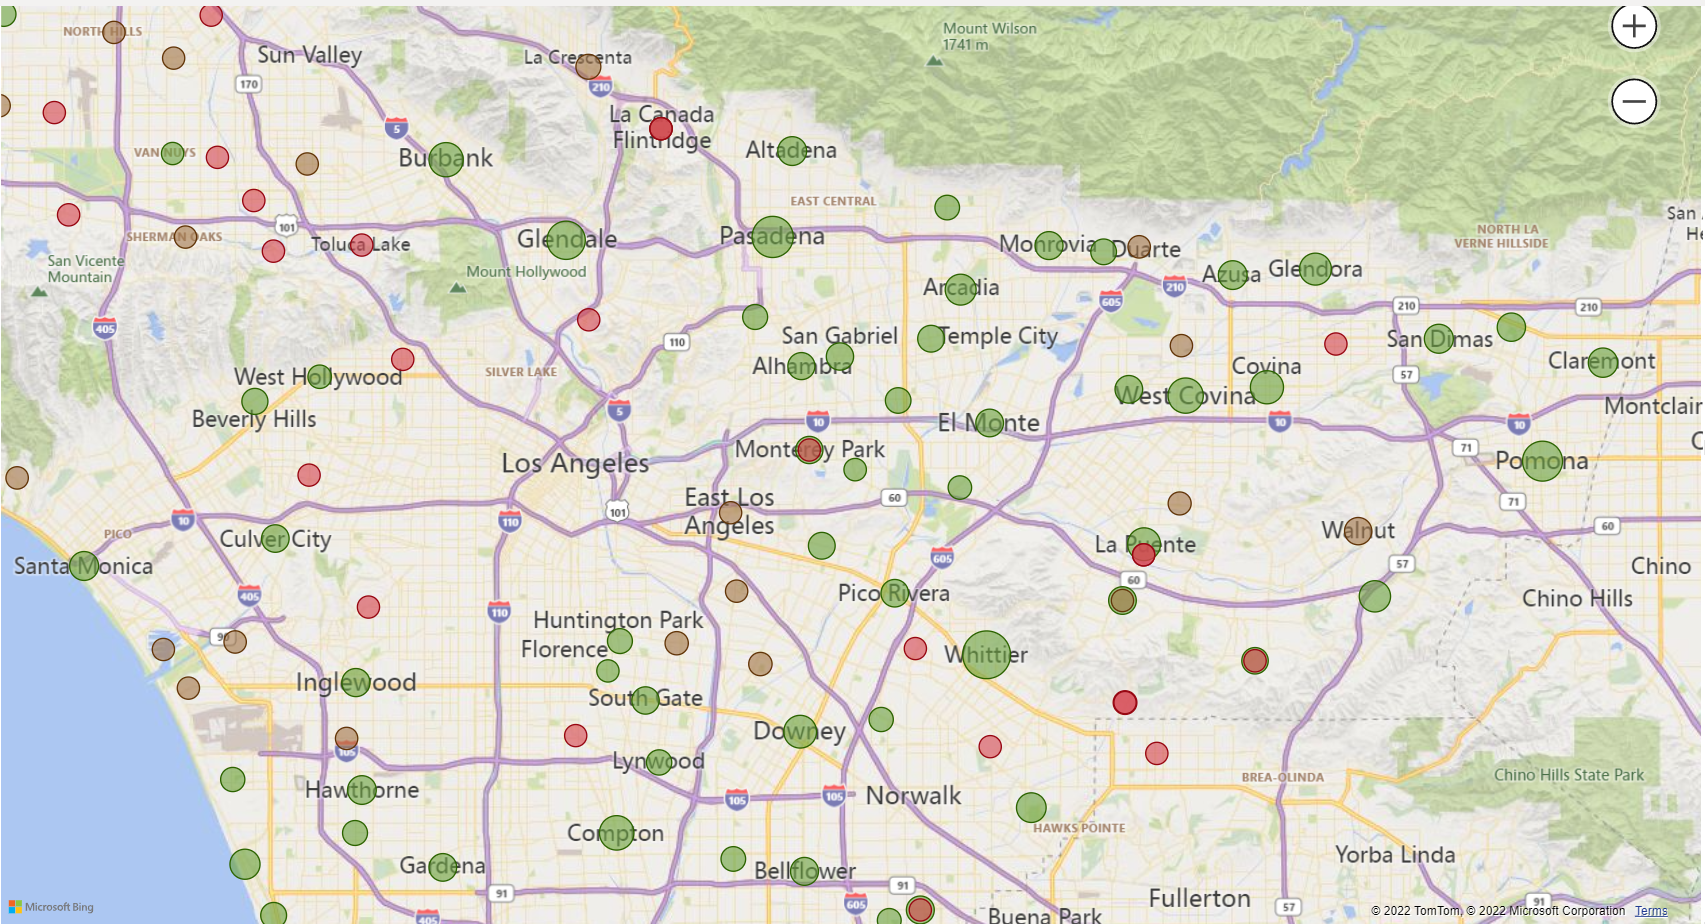 Mount Wilson
1741 m
NORTH HILLS
Sun Valley
La Crescenta
170
210
La Canada
Flintridge
5
VAN NUYS
Burbank
Altadena
EAST CENTRAL
San
He
101
SHERMAN OAKS
Toluca Lake
Glendale
Pasadena
Monrovia
Duarte
NORTH LA
VERNE HILLSIDE
San Vicente
Mountain
Mount Hollywood
Azusa
Glendora
Arcadia
210
605
210
210
405
110
San Gabriel
Temple City
San Dimas
Alhambra
Claremont
West Hollywood
SILVER LAKE
Covina
57
Beverly Hills
5
West Covina
Montclair
10
El Monte
10
10
C
Monterey Park
71
Los Angeles
Pomona
East Los
Angeles
60
71
101
10
110
PICO
Culver City
Walnut
60
Santa Monica
La Puente
605
57
Chino
60
405
Pico Rivera
Chino Hills
110
Huntington Park
90
Florence
Whittier
Inglewood
South Gate
Downey
105
Lynwood
BREA-OLINDA
Chino Hills State Park
Hawthorne
105
105
Norwalk
HAWKS POINTE
Compton
Yorba Linda
Gardena
Bellflower
91
91
Fullerton
605
57
91
405
Buena Park
Microsoft Bing
© 2022 TomTom, © 2022 Microsoft Corporation Terms